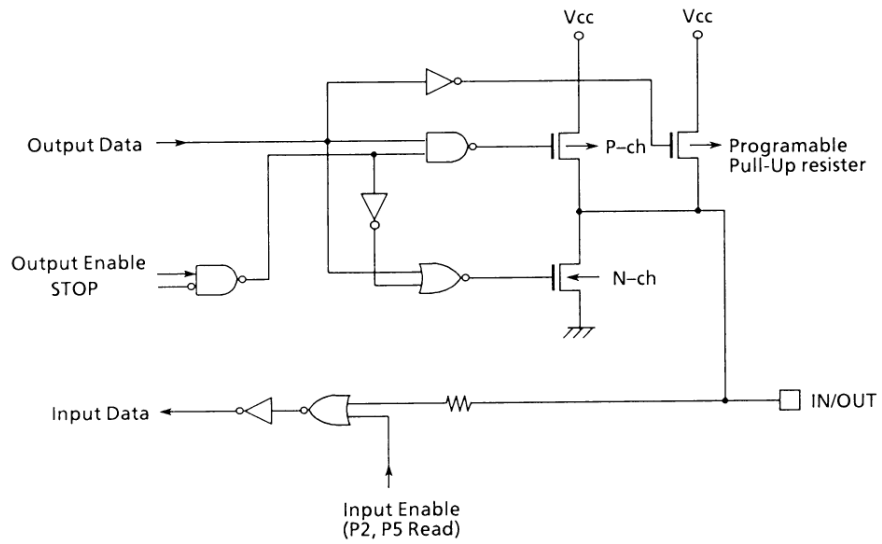 Vcc
Vcc
Output Data
P–ch
Programable
Pull-Up resister
Output Enable
STOP
N–ch
Input Data
IN/OUT
Input Enable
(P2, P5 Read)